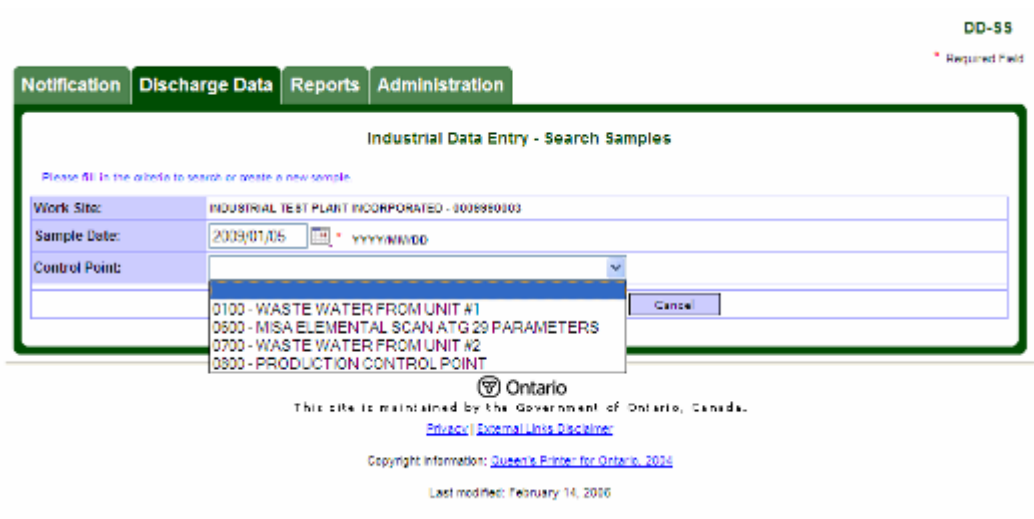 DD-SS
* Required Field
Notification Discharge Data Reports Administration
Industrial Data Entry - Search Samples
Please fill in the criteria to search or create a new sample
Work Site: INDUSTRIAL TEST PLANT INCORPORATED - 0006980003
Sample Date: 2009/01/05 * YYYY/MM/DD
Control Point:
0100 - WASTE WATER FROM UNIT #1
0600 - MISA ELEMENTAL SCAN ATG 29 PARAMETERS
0700 - WASTE WATER FROM UNIT #2
0800 - PRODUCTION CONTROL POINT
Cancel
Ontario
This site is maintained by the Government of Ontario, Canada.
Privacy | External Links Disclaimer
Copyright information: Queen's Printer for Ontario, 2004
Last modified: February 14, 2006